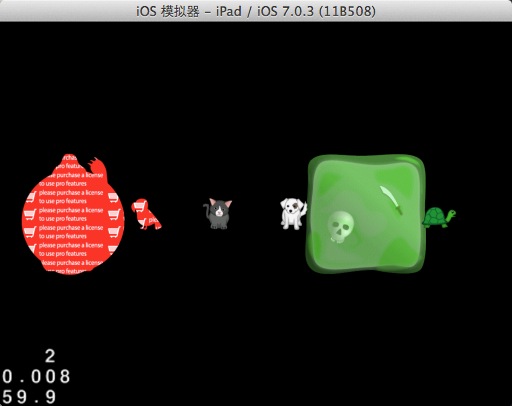 iOS 模拟器 – iPad / iOS 7.0.3 (11B508)
purchase
please purchase a license
to use pro features
please purchase a license
to use pro features
please purchase a license
to use pro features
please purchase a license
to use pro features
please purchase a license
to use pro features
2
0.008
59.9